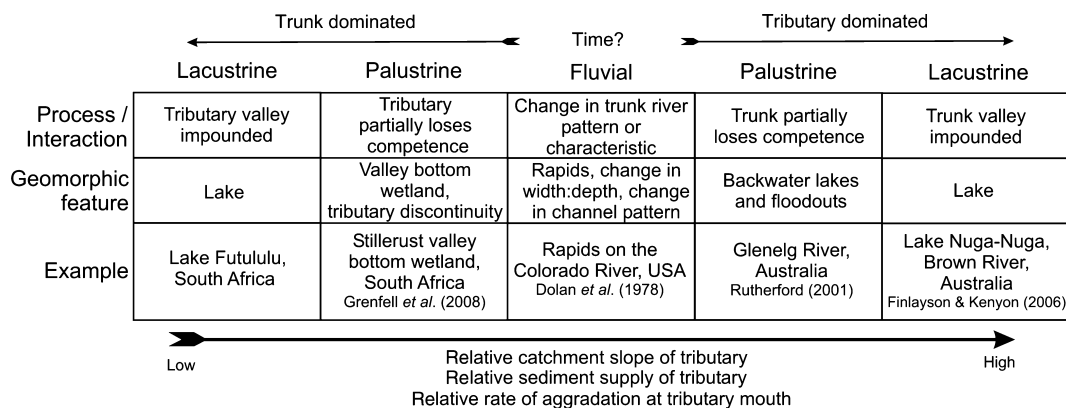 Trunk dominated
Time?
Tributary dominated
Lacustrine
Palustrine
Fluvial
Palustrine
Lacustrine
Process /
Interaction
Tributary valley
impounded
Tributary
partially loses
competence
Change in trunk river
pattern or
characteristic
Trunk partially
loses competence
Trunk valley
impounded
Geomorphic
feature
Lake
Valley bottom
wetland,
tributary discontinuity
Rapids, change in
width:depth, change
in channel pattern
Backwater lakes
and floodouts
Lake
Example
Lake Futululu,
South Africa
Stillerust valley
bottom wetland,
South Africa
Grenfell et al. (2008)
Rapids on the
Colorado River, USA
Dolan et al. (1978)
Glenelg River,
Australia
Rutherford (2001)
Lake Nuga-Nuga,
Brown River,
Australia
Finlayson & Kenyon (2006)
Low
High
Relative catchment slope of tributary
Relative sediment supply of tributary
Relative rate of aggradation at tributary mouth